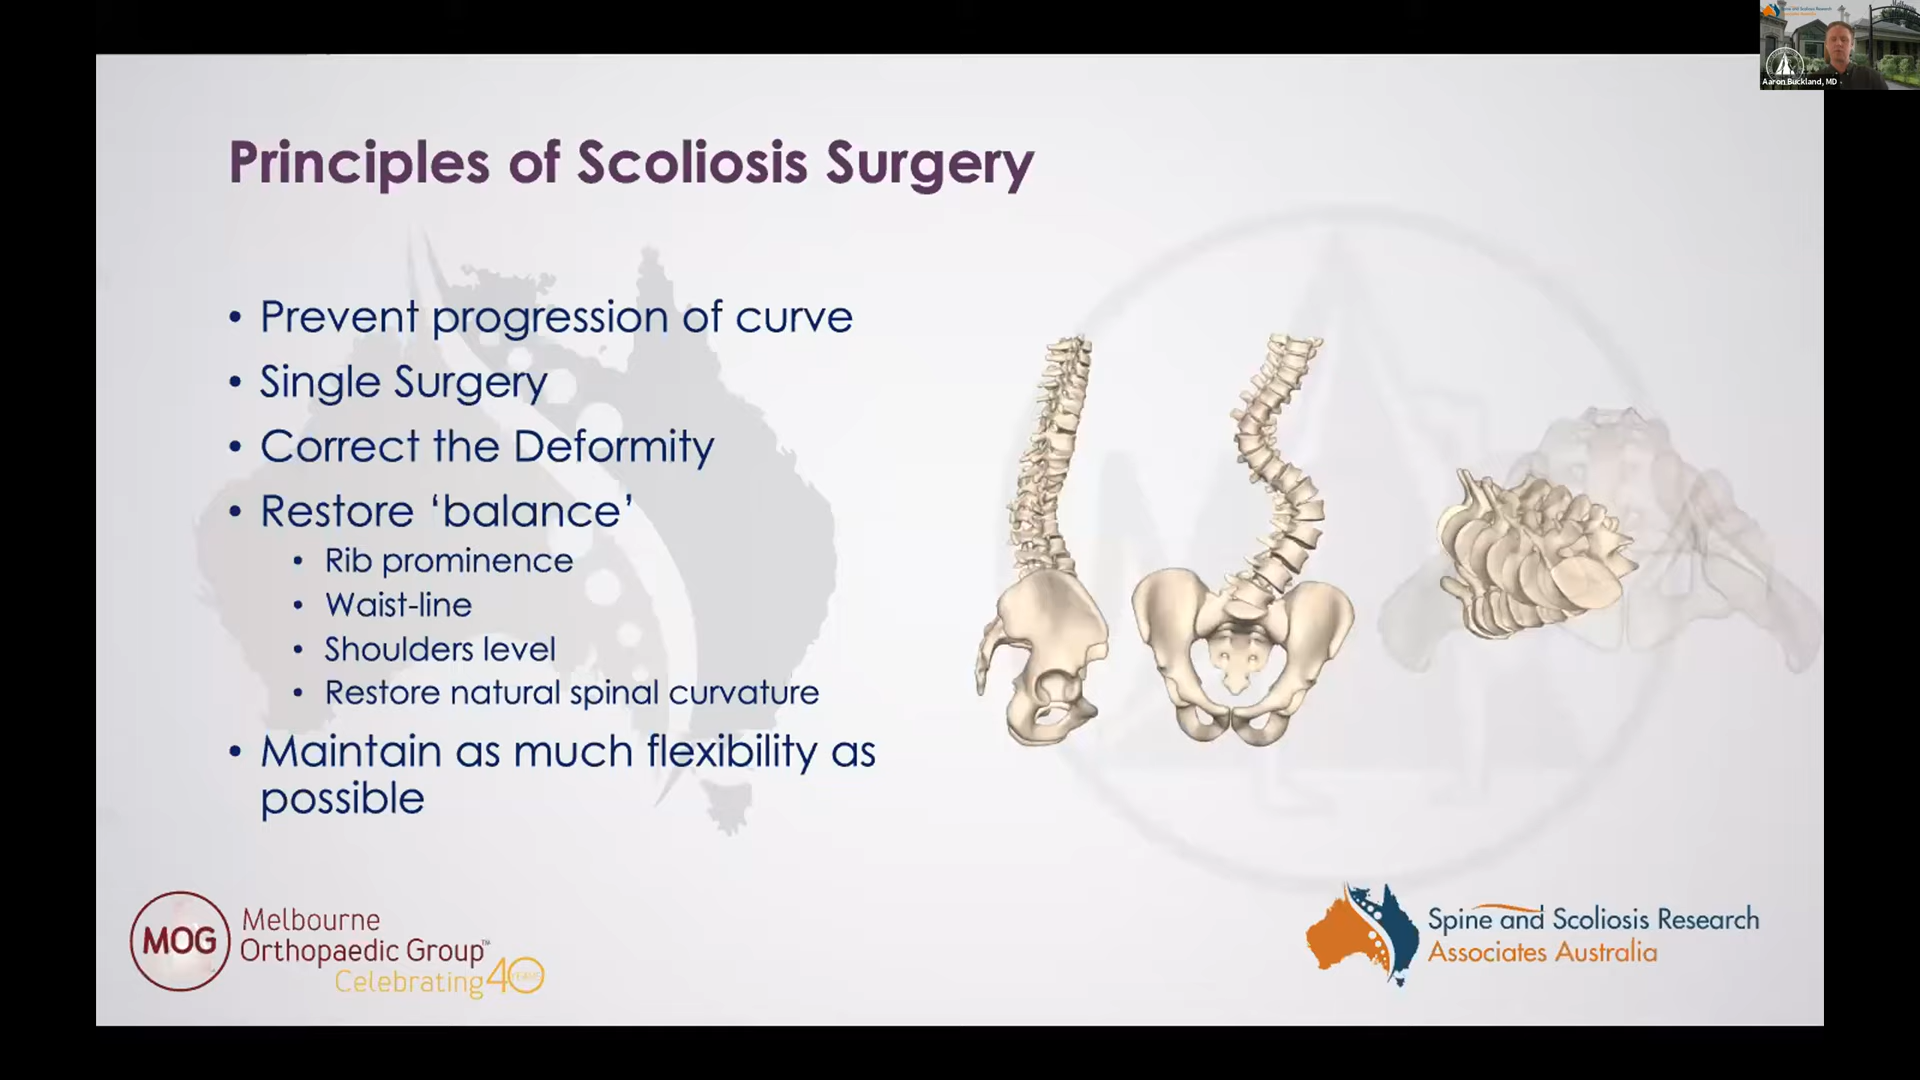 Aaron Buckland, MD
Principles of Scoliosis Surgery
• Prevent progression of curve
• Single Surgery
• Correct the Deformity
• Restore ‘balance’
• Rib prominence
• Waist-line
• Shoulders level
• Restore natural spinal curvature
• Maintain as much flexibility as
possible
MOG
Melbourne
Orthopaedic Group™
Celebrating 40
YEARS
Spine and Scoliosis Research
Associates Australia